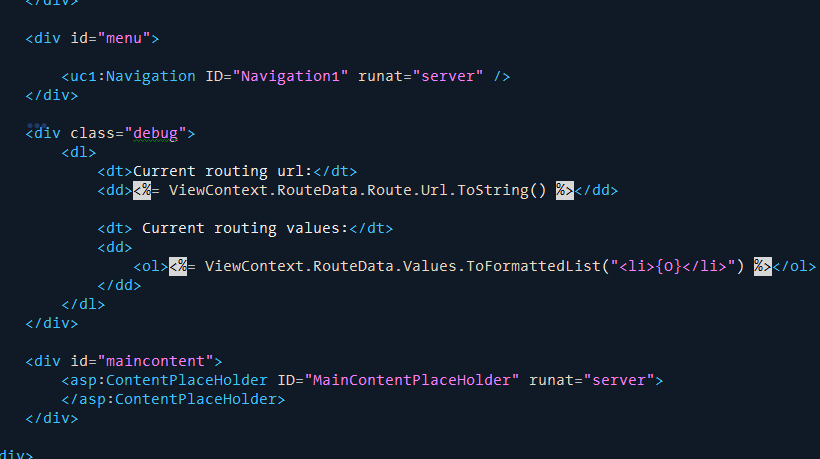 </div>
<div id="menu">
<uc1:Navigation ID="Navigation1" runat="server" />
</div>
<div class="debug">
<dl>
<dt>Current routing url:</dt>
<dd><%= ViewContext.RouteData.Route.Url.ToString() %></dd>
<dt> Current routing values:</dt>
<dd>
<ol><%= ViewContext.RouteData.Values.ToFormattedList("<li>{0}</li>") %></ol>
</dd>
</dl>
</div>
<div id="maincontent">
<asp:ContentPlaceHolder ID="MainContentPlaceHolder" runat="server">
</asp:ContentPlaceHolder>
</div>
div>